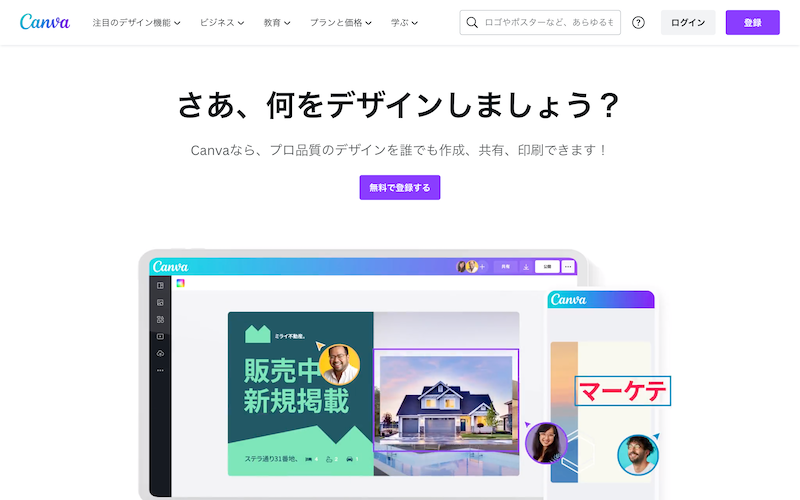 Canva
注目のデザイン機能
ビジネス
教育
プランと価格
学ぶ
ロゴやポスターなど、あらゆるも
?
ログイン
登録
さあ、何をデザインしましょう？
Canvaなら、プロ品質のデザインを誰でも作成、共有、印刷できます！
無料で登録する
Canva
共有
公開
Canva
ミライ不動産。
販売中
新規掲載
マーケテ
ステラ通り31番地。